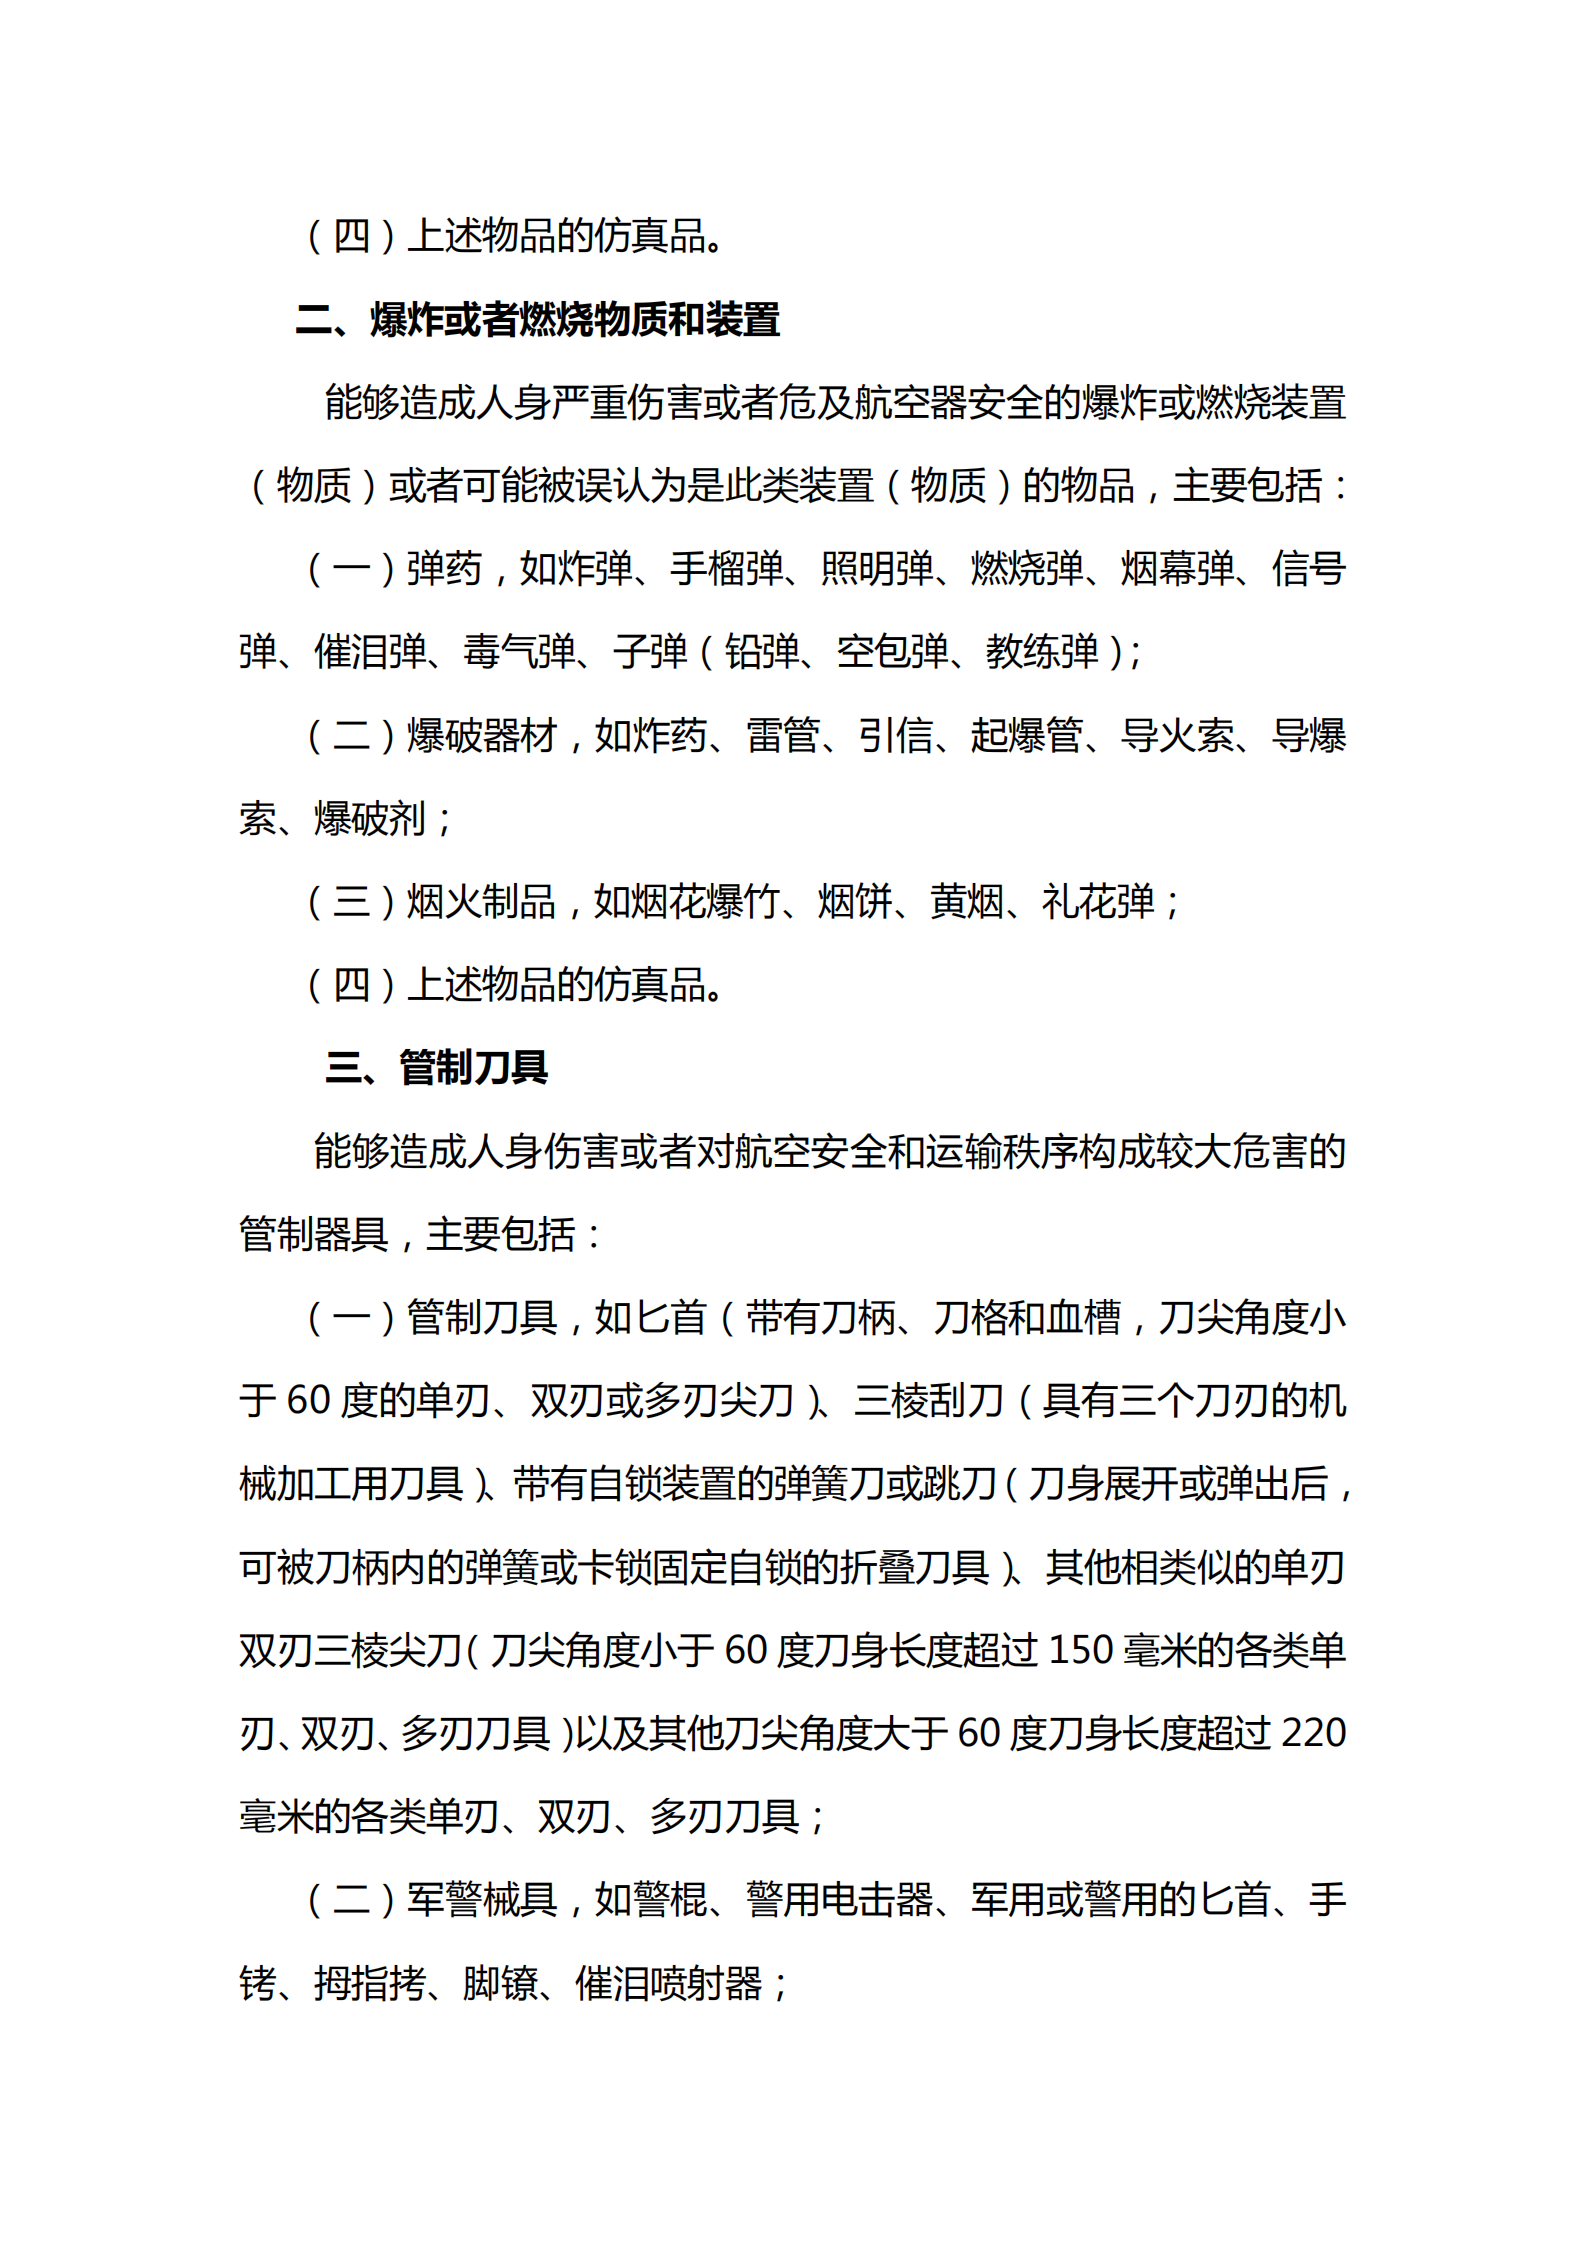 （四）上述物品的仿真品。
二、爆炸或者燃烧物质和装置
能够造成人身严重伤害或者危及航空器安全的爆炸或燃烧装置
（物质）或者可能被误认为是此类装置（物质）的物品，主要包括：
（一）弹药，如炸弹、手榴弹、照明弹、燃烧弹、烟幕弹、信号
弹、催泪弹、毒气弹、子弹（铅弹、空包弹、教练弹）；
（二）爆破器材，如炸药、雷管、引信、起爆管、导火索、导爆
索、爆破剂；
（三）烟火制品，如烟花爆竹、烟饼、黄烟、礼花弹；
（四）上述物品的仿真品。
三、管制刀具
能够造成人身伤害或者对航空安全和运输秩序构成较大危害的
管制器具，主要包括：
（一）管制刀具，如匕首（带有刀柄、刀格和血槽，刀尖角度小
于 60 度的单刃、双刃或多刃尖刀）、三棱刮刀（具有三个刀刃的机
械加工用刀具）、带有自锁装置的弹簧刀或跳刀（刀身展开或弹出后，
可被刀柄内的弹簧或卡锁固定自锁的折叠刀具）、其他相类似的单刃
双刃三棱尖刀（刀尖角度小于 60 度刀身长度超过 150 毫米的各类单
刃、双刃、多刃刀具）以及其他刀尖角度大于 60 度刀身长度超过 220
毫米的各类单刃、双刃、多刃刀具；
（二）军警械具，如警棍、警用电击器、军用或警用的匕首、手
铐、拇指拷、脚镣、催泪喷射器；